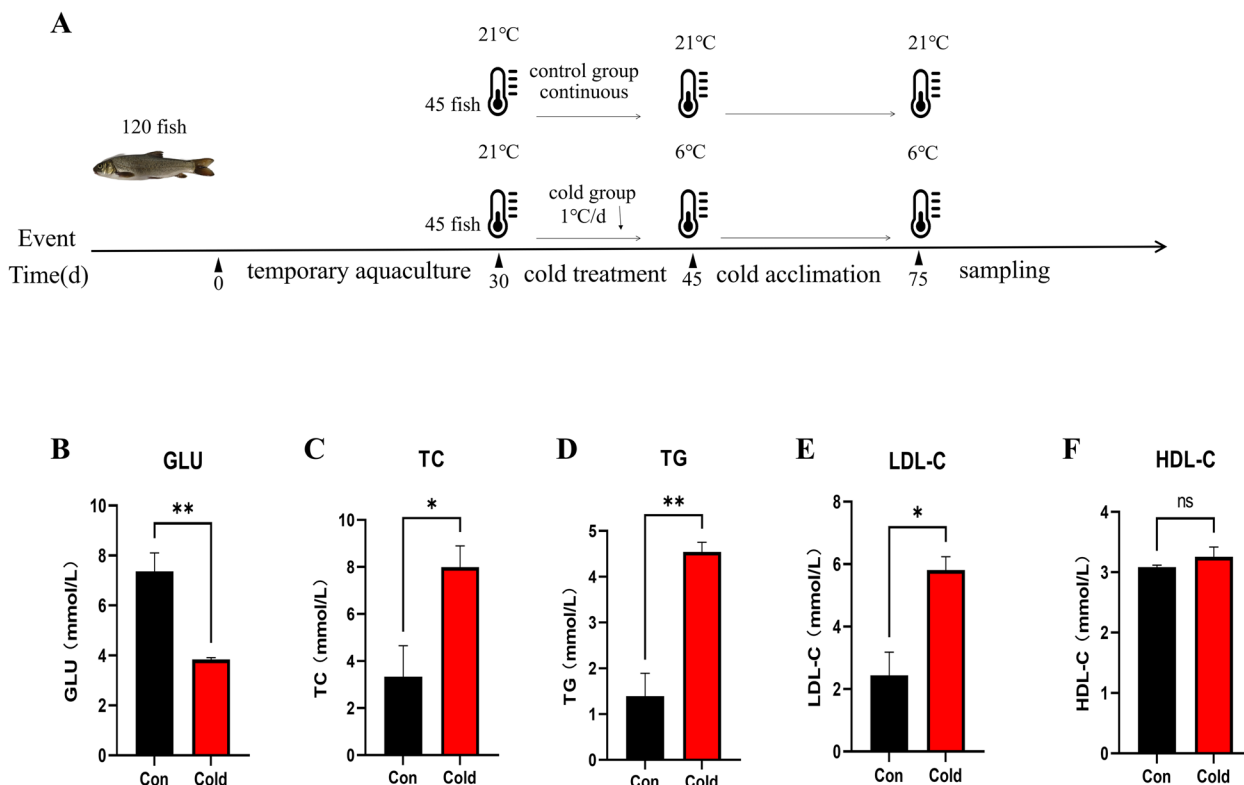 A
21℃
21℃
21℃
control group
continuous
45 fish
120 fish
21℃
6℃
6℃
cold group
1℃/d
45 fish
Event
Time(d)
0
temporary aquaculture
30
cold treatment
45
cold acclimation
75
sampling
B
GLU
**
GLU（mmol/L）
10
8
6
4
2
0
Con
Cold
C
TC
*
TC（mmol/L）
10
8
6
4
2
0
Con
Cold
D
TG
**
TG（mmol/L）
5
4
3
2
1
0
Con
Cold
E
LDL-C
*
LDL-C（mmol/L）
8
6
4
2
0
Con
Cold
F
HDL-C
ns
HDL-C（mmol/L）
4
3
2
1
0
Con
Cold